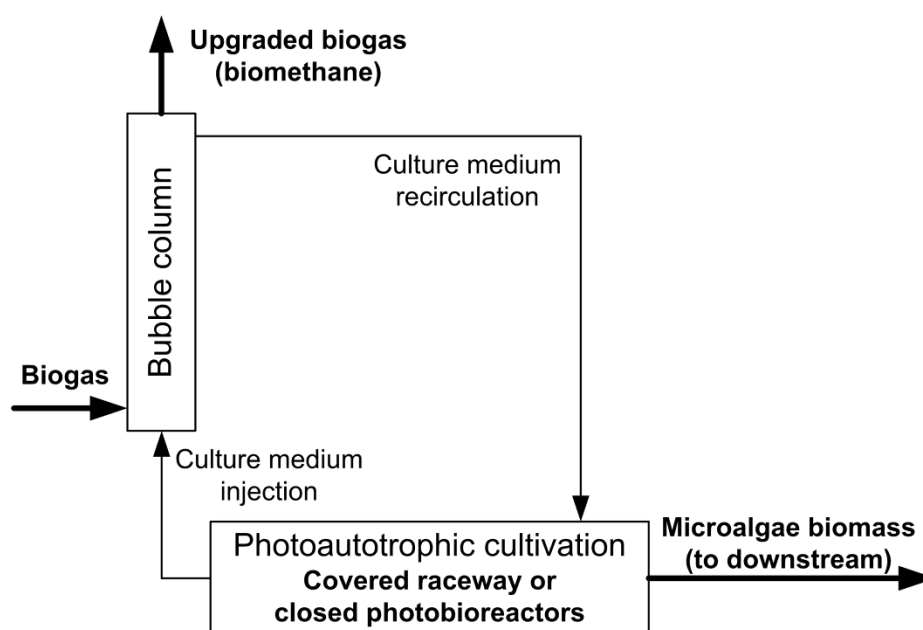 Upgraded biogas
(biomethane)
Culture medium
recirculation
Bubble column
Biogas
Culture medium
injection
Photoautotrophic cultivation
Covered raceway or
closed photobioreactors
Microalgae biomass
(to downstream)